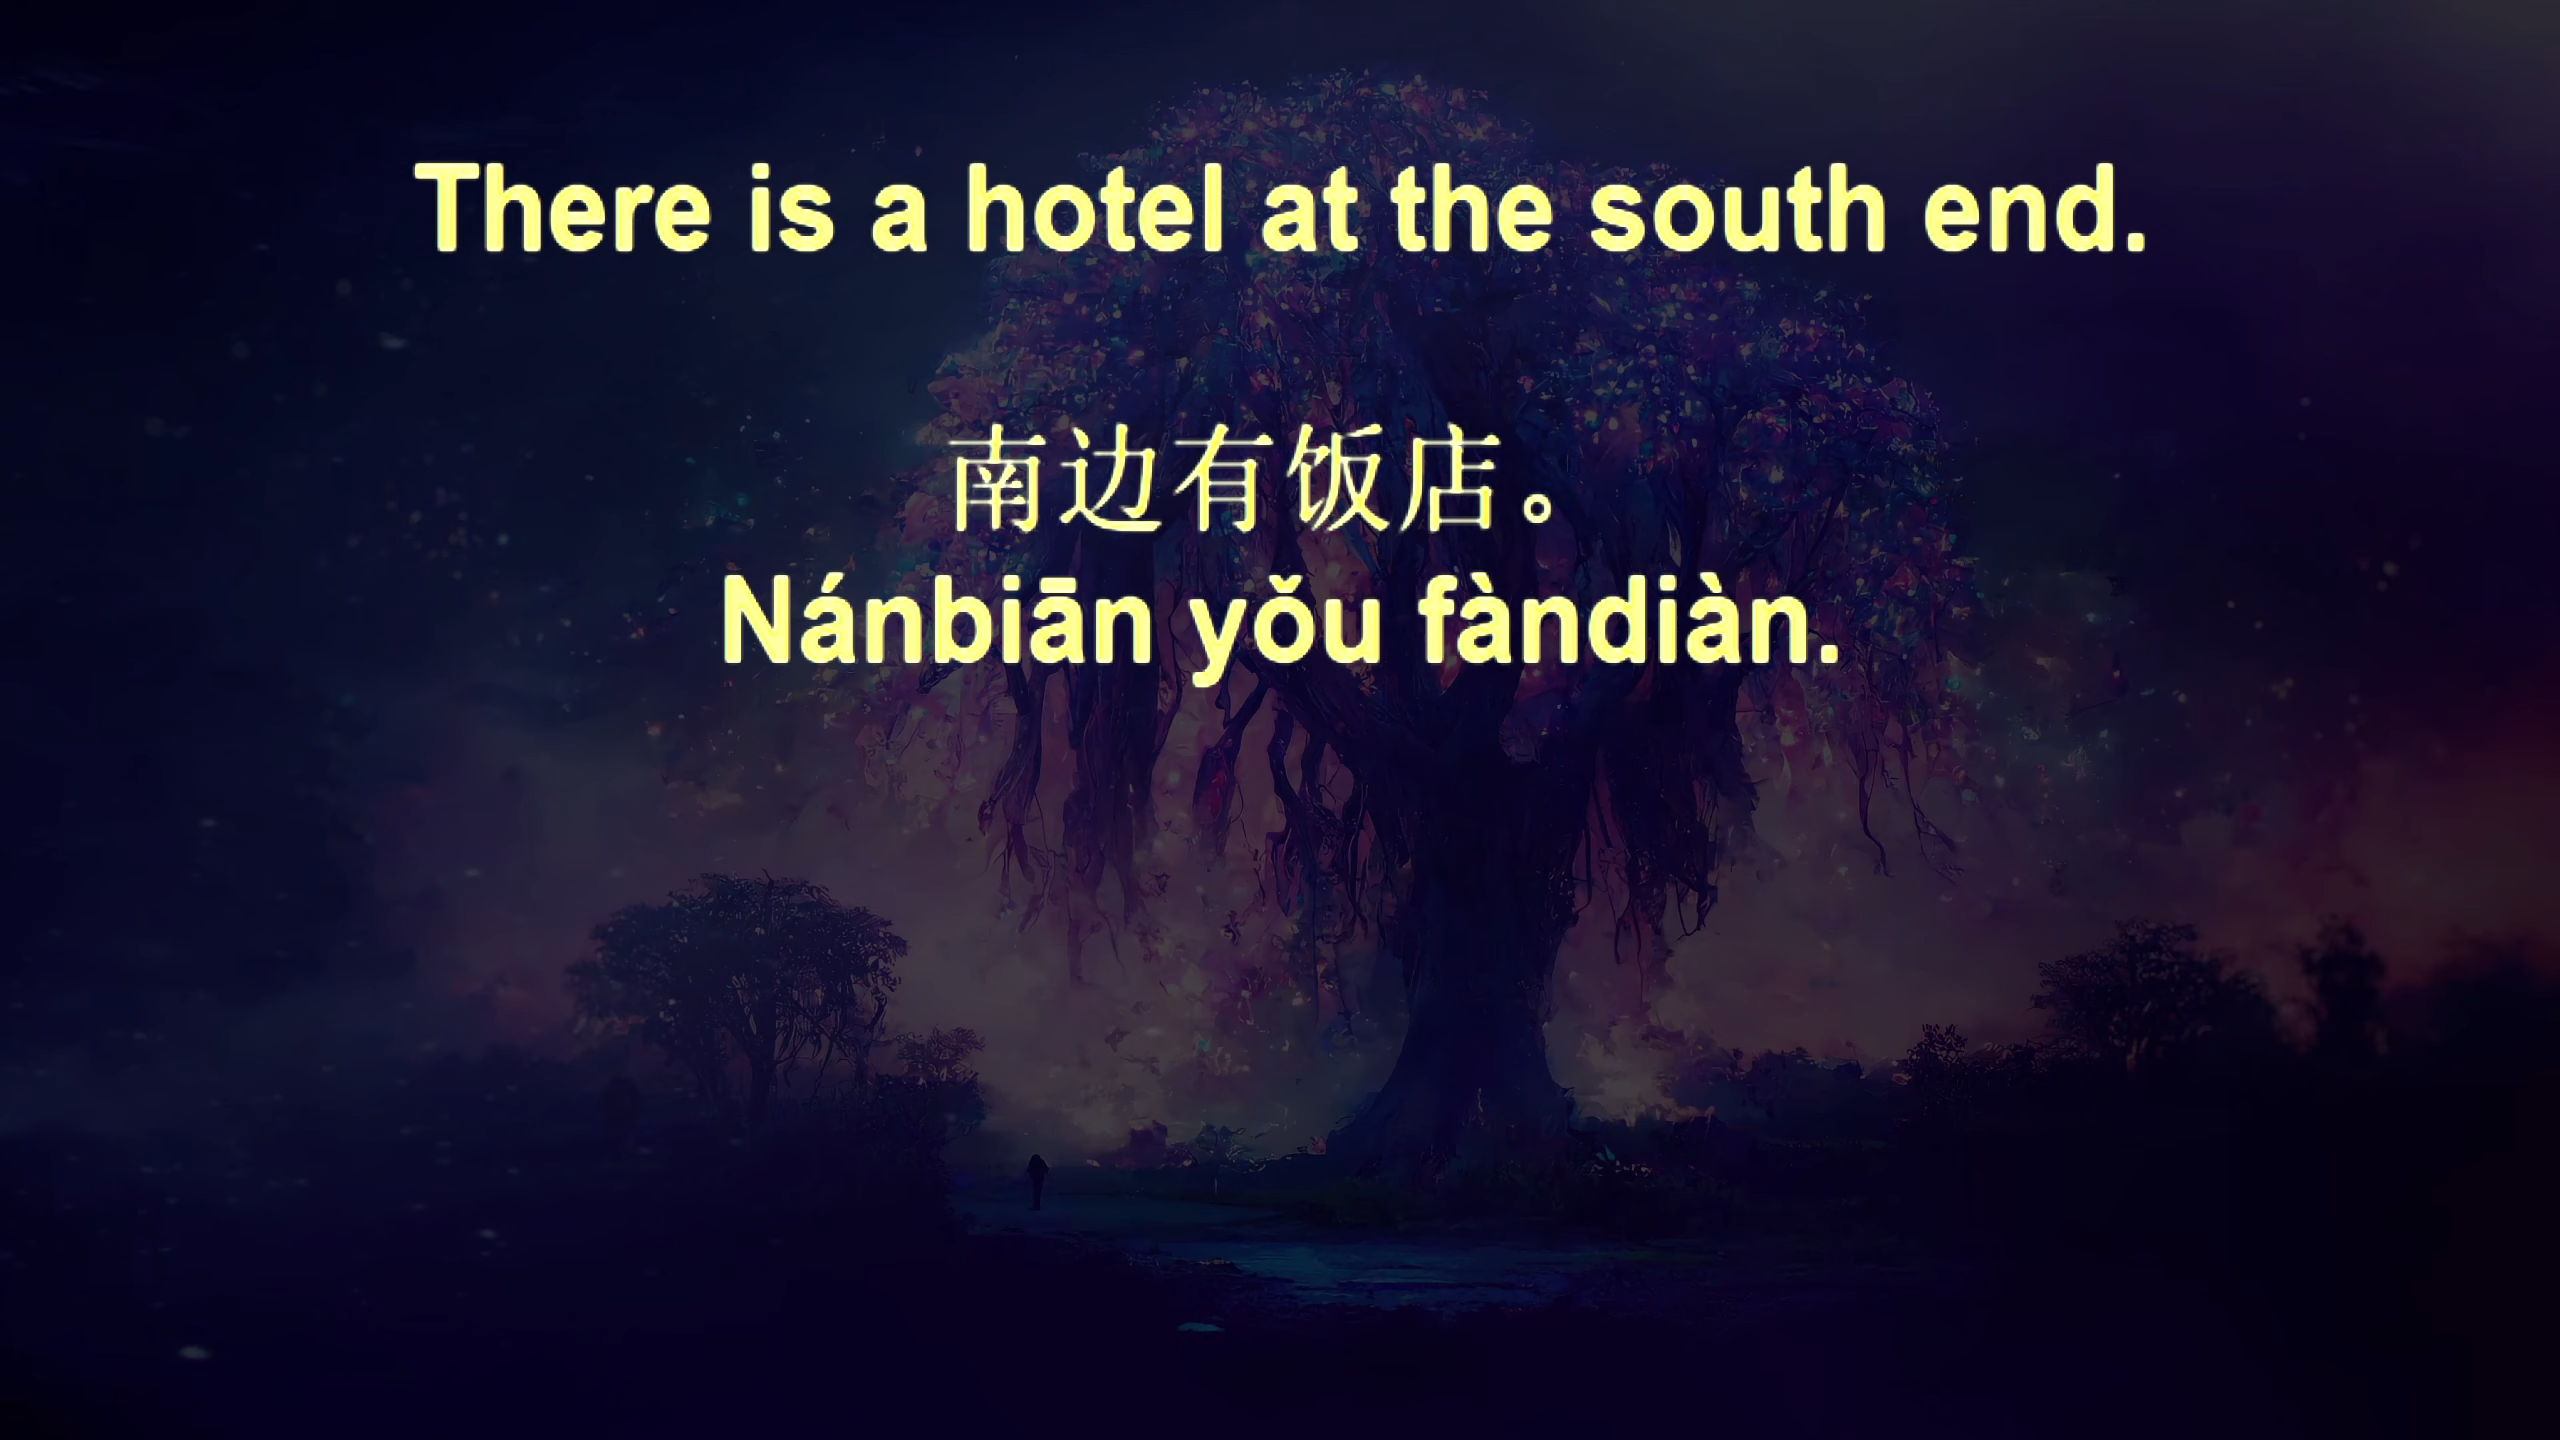 There is a hotel at the south end.
南边有饭店。
Nánbiān yǒu fàndiàn.